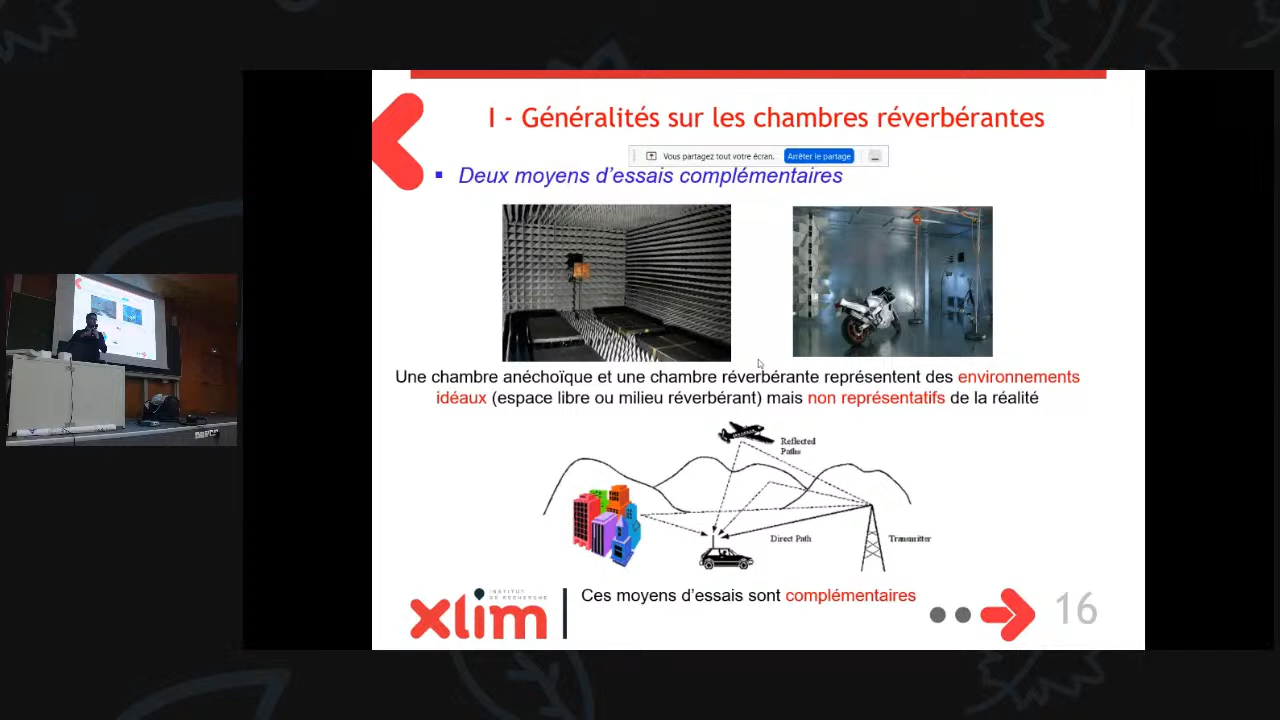 I - Généralités sur les chambres réverbérantes
Vous partagez tout votre écran.
Arrêter le partage
Deux moyens d'essais complémentaires
Une chambre anéchoïque et une chambre réverbérante représentent des environnements
idéaux (espace libre ou milieu réverbérant) mais non représentatifs de la réalité
Reflected
Paths
Direct Path
Transmitter
INSTITUT
DE RECHERCHE
xlim
Ces moyens d'essais sont complémentaires
16